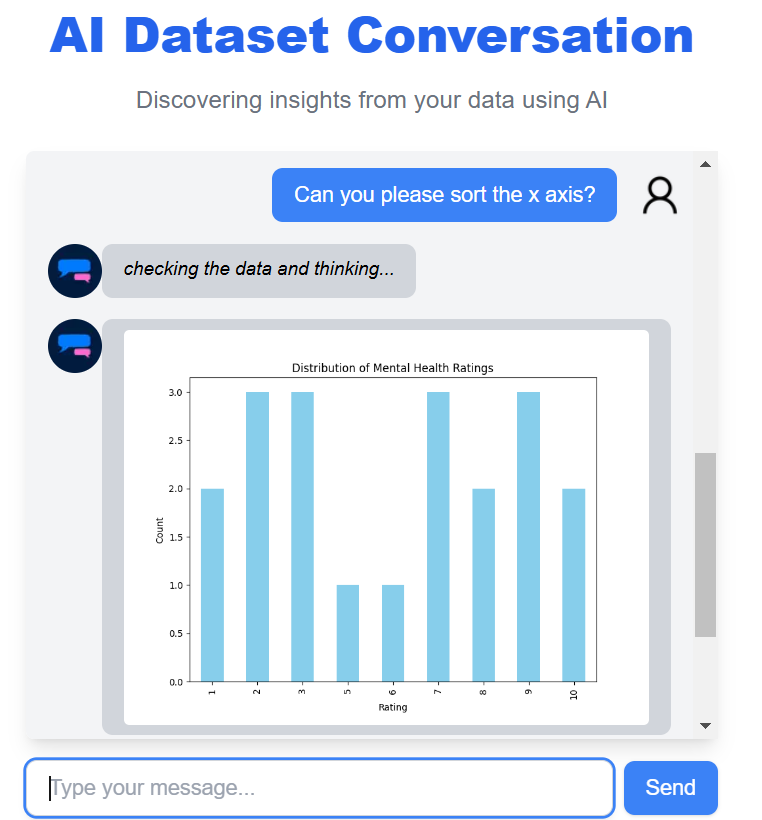 AI Dataset Conversation
Discovering insights from your data using AI
Can you please sort the x axis?
checking the data and thinking...
Distribution of Mental Health Ratings
3.0
2.5
2.0
1.5
1.0
0.5
0.0
Count
1 2 3 5 6 7 8 9 10
Rating
Type your message...
Send